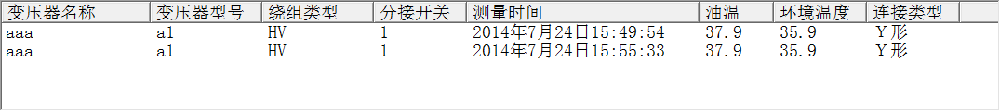 变压器名称 变压器型号 绕组类型 分接开关 测量时间 油温 环境温度 连接类型
aaa a1 HV 1 2014年7月24日15:49:54 37.9 35.9 Y形
aaa a1 HV 1 2014年7月24日15:55:33 37.9 35.9 Y形